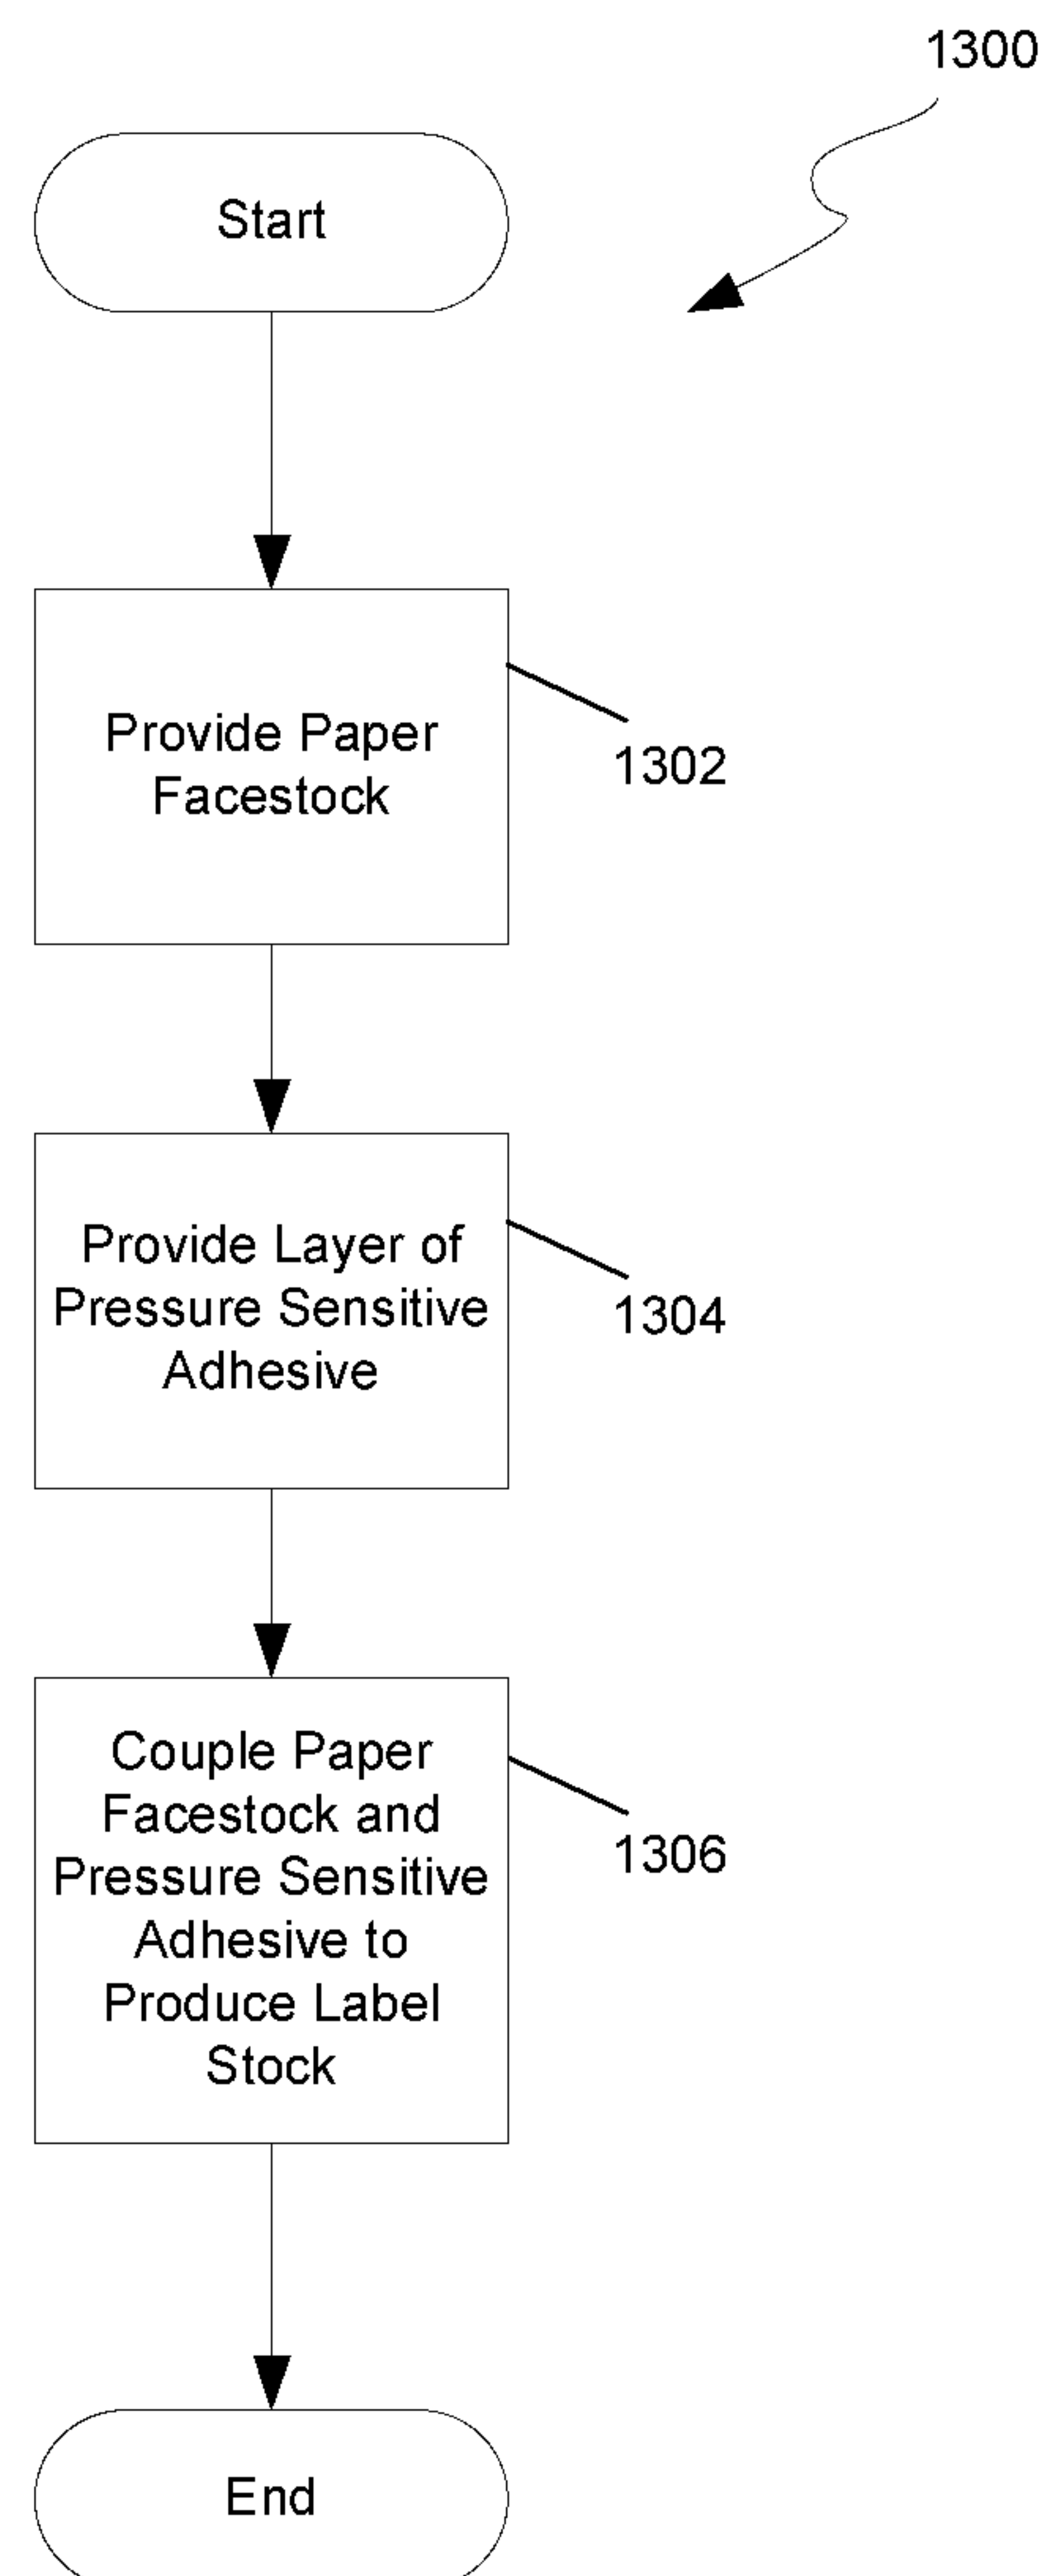 1300
Start
Provide Paper
Facestock
1302
Provide Layer of
Pressure Sensitive
Adhesive
1304
Couple Paper
Facestock and
Pressure Sensitive
Adhesive to
Produce Label
Stock
1306
End